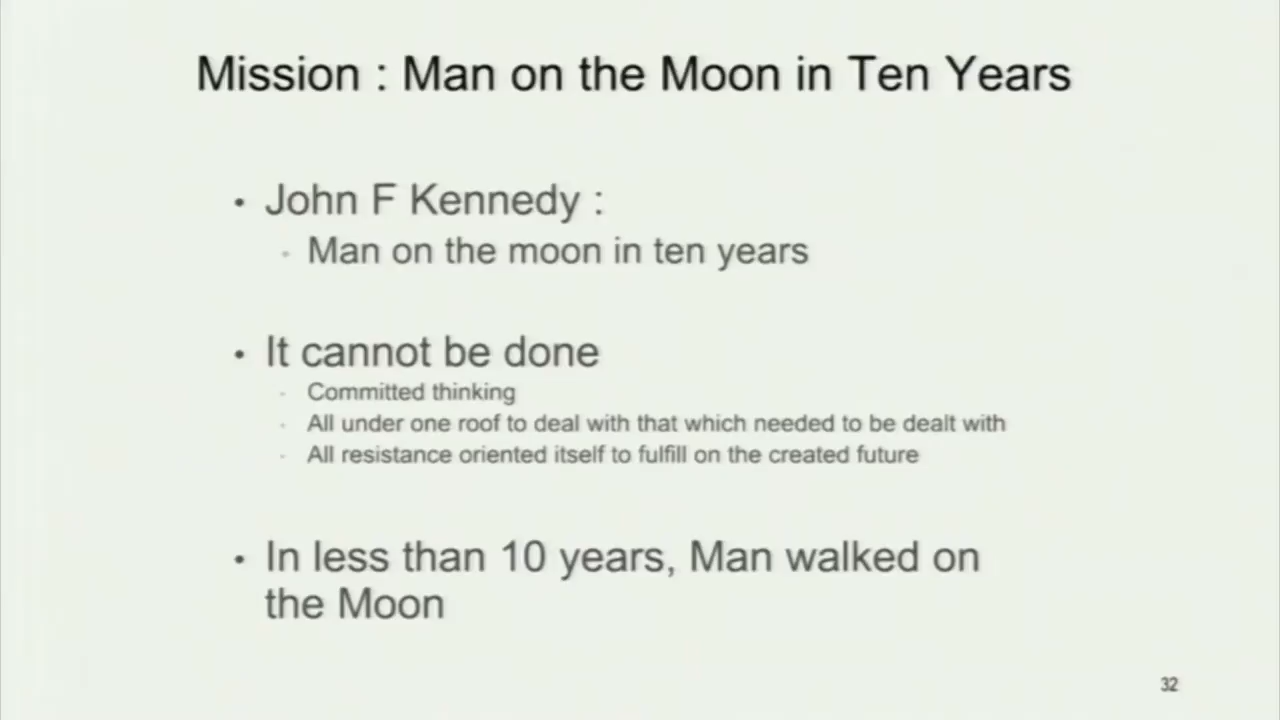 Mission : Man on the Moon in Ten Years
• John F Kennedy :
• Man on the moon in ten years
• It cannot be done
• Committed thinking
• All under one roof to deal with that which needed to be dealt with
• All resistance oriented itself to fulfill on the created future
• In less than 10 years, Man walked on
the Moon
32